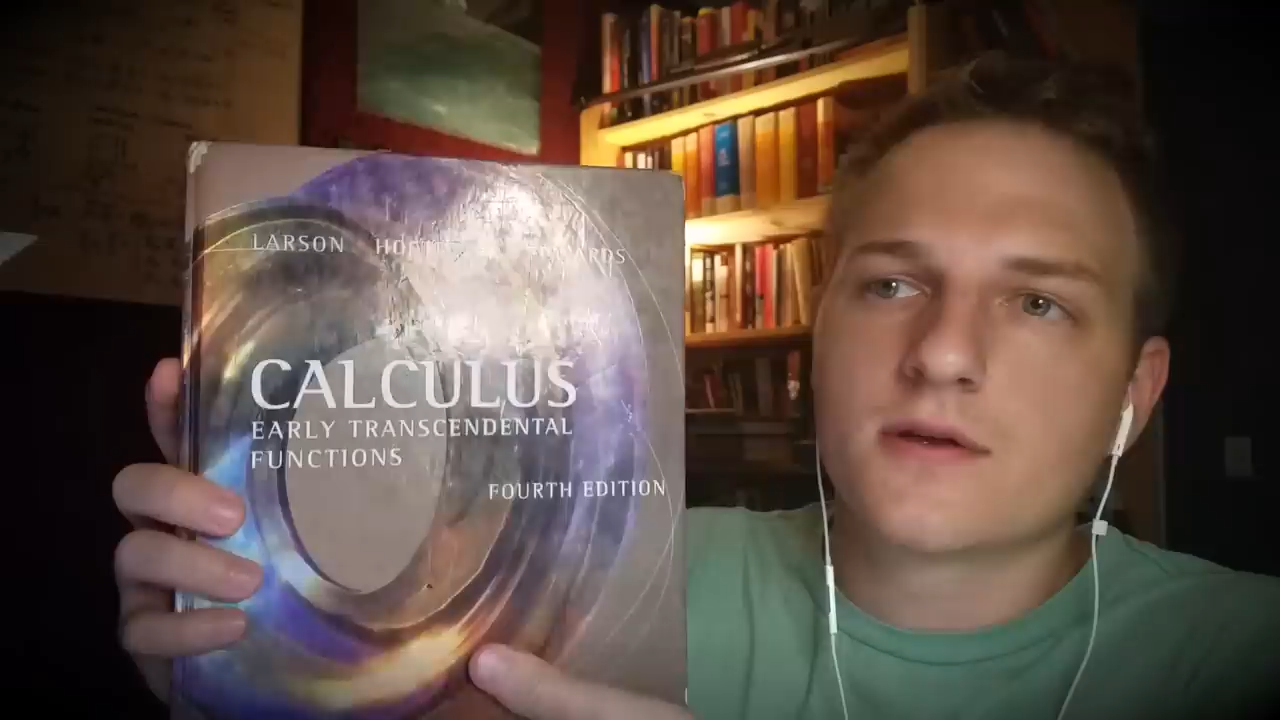 LARSON
CALCULUS
EARLY TRANSCENDENTAL
FUNCTIONS
FOURTH EDITION